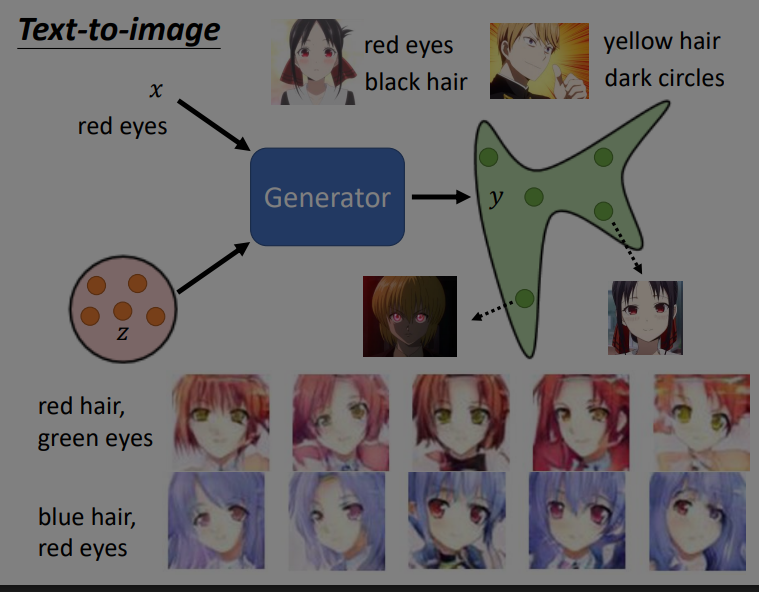 Text-to-image
red eyes
black hair
yellow hair
dark circles
x
red eyes
Generator
y
z
red hair,
green eyes
blue hair,
red eyes